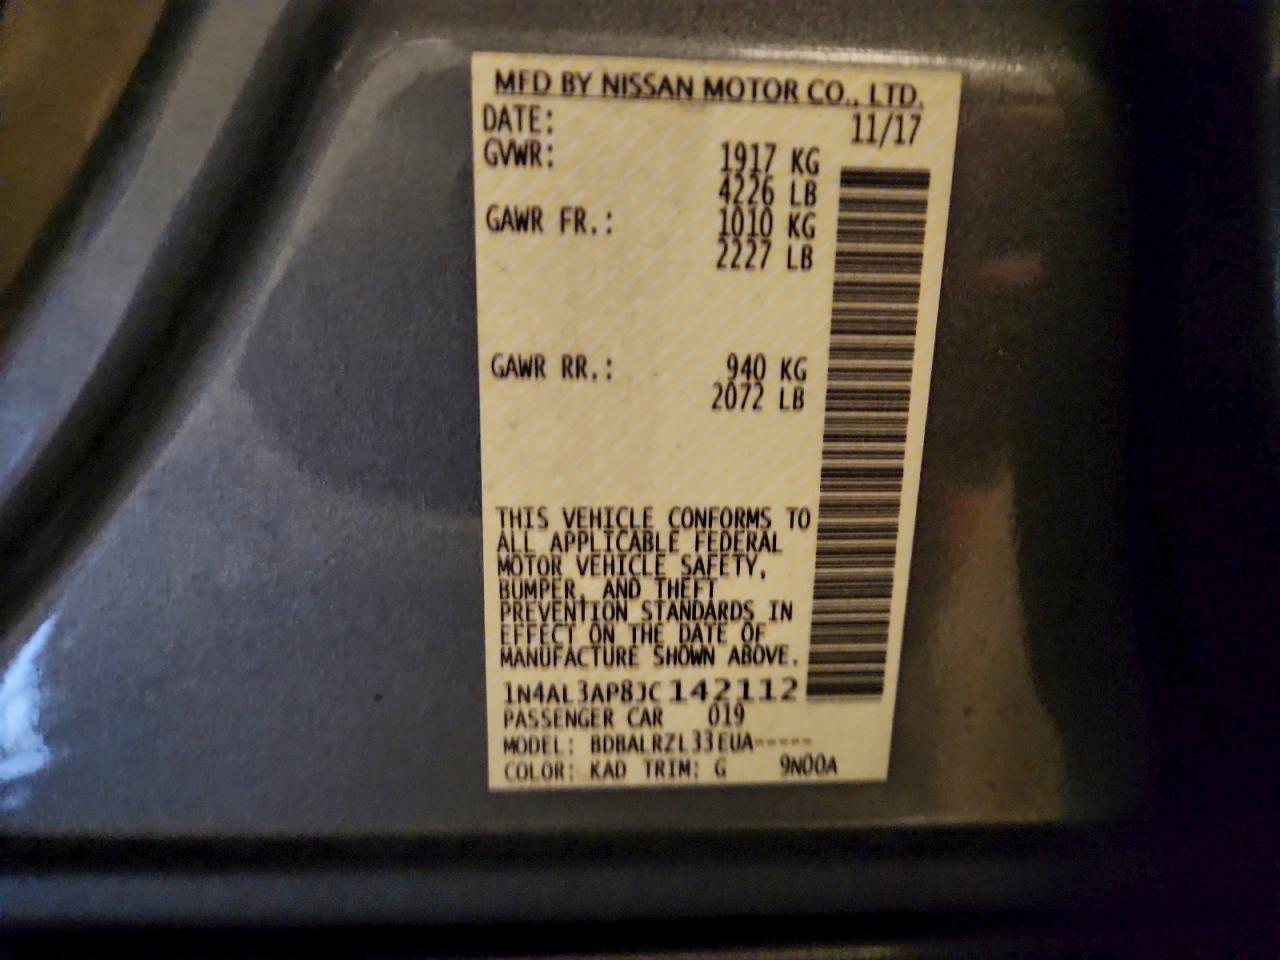 MFD BY NISSAN MOTOR CO., LTD.
DATE: 11/17
GVWR: 1917 KG
4226 LB
GAWR FR.: 1010 KG
2227 LB
GAWR RR.: 940 KG
2072 LB
THIS VEHICLE CONFORMS TO
ALL APPLICABLE FEDERAL
MOTOR VEHICLE SAFETY,
BUMPER, AND THEFT
PREVENTION STANDARDS IN
EFFECT ON THE DATE OF
MANUFACTURE SHOWN ABOVE.
1N4AL3AP8JC142112
PASSENGER CAR 019
MODEL: BDBALRZL33EUA-----
COLOR: KAD TRIM: G 9N00A